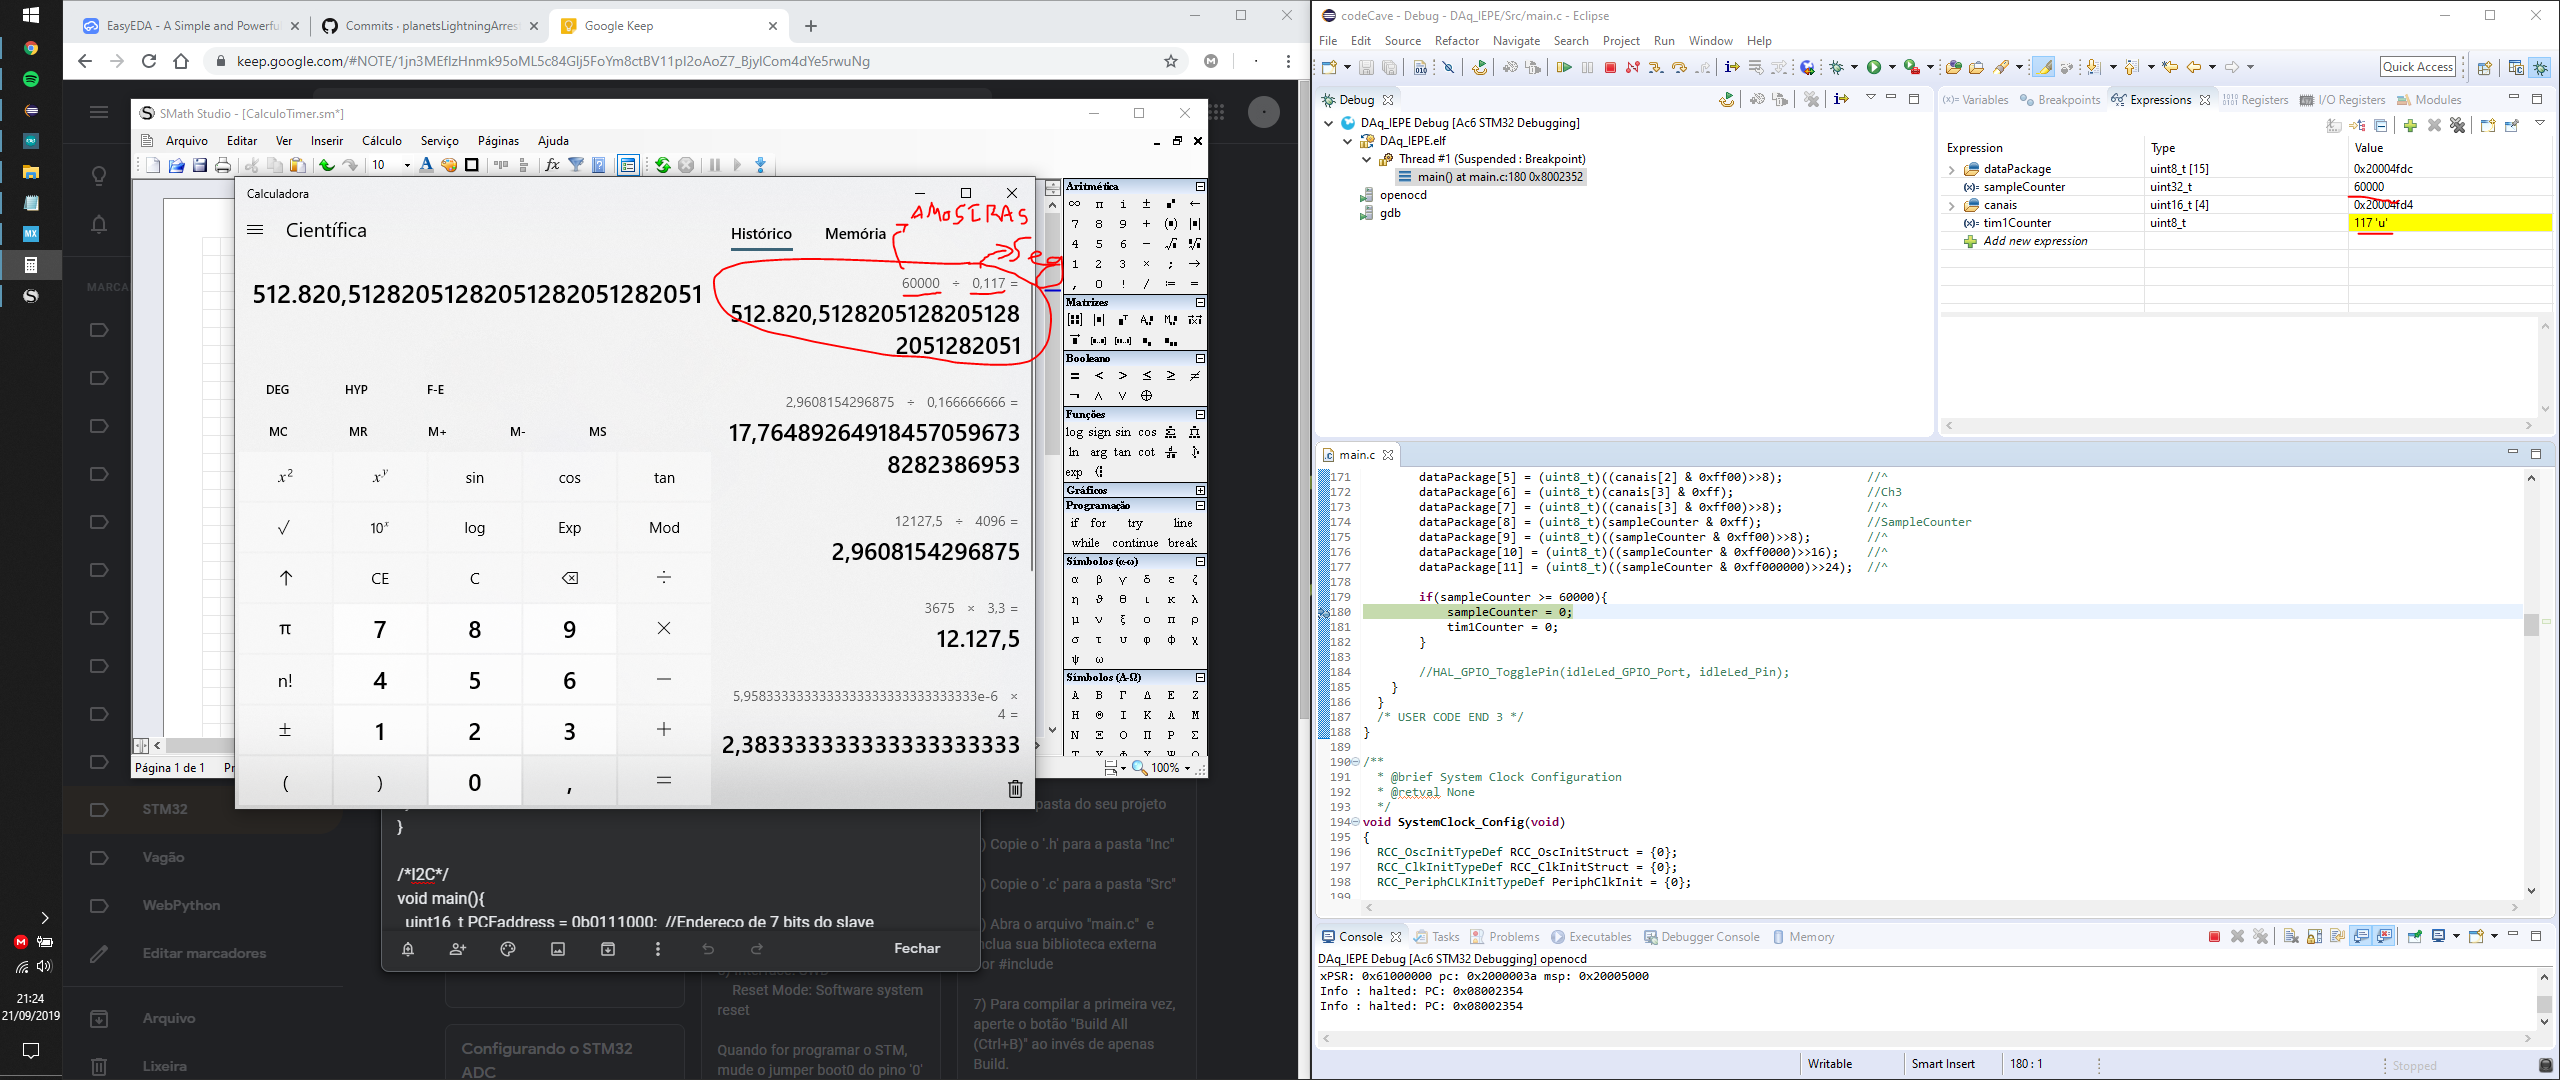 EasyEDA - A Simple and Powerfu
Commits · planetsLightningArres
Google Keep
keep.google.com/#NOTE/1jn3MEflzHnmk95oML5c84Glj5FoYm8ctBV11pI2oAoZ7_BjylCom4dYe5rwuNg
SMath Studio - [CalculoTimer.sm*]
Arquivo Editar Ver Inserir Cálculo Serviço Páginas Ajuda
10
Calculadora
Científica
Histórico Memória
AMOSTRAS
Seg
512.820,51282051282051282051282051
60000 ÷ 0,117 =
512.820,5128205128205128
2051282051
2,9608154296875 ÷ 0,166666666 =
17,76489264918457059673
8282386953
12127,5 ÷ 4096 =
2,9608154296875
3675 × 3,3 =
12.127,5
5,9583333333333333333333333333333e-6 ×
4 =
2,38333333333333333333
DEG HYP F-E
MC MR M+ M- MS
x² xʸ sin cos tan
√ 10ˣ log Exp Mod
↑ CE C ÷
π 7 8 9 ×
n! 4 5 6 −
± 1 2 3 +
( ) 0 , =
Aritmética
∞ π i ±
7 8 9 +
4 5 6 −
1 2 3 × ; →
, 0 ! / := =
Matrizes
Booleano
= < > ≤ ≥ ≠
¬ ∧ ∨ ⊕
Funções
log sign sin cos
ln arg tan cot
exp
Gráficos
Programação
if for try line
while continue break
Símbolos (α-ω)
α β γ δ ε ζ
η ϑ θ ι κ λ
μ ν ξ ο π ρ
σ τ υ φ ϕ χ
ψ ω
Símbolos (Α-Ω)
Α Β Γ Δ Ε Ζ
Η Θ Ι Κ Λ Μ
Ν Ξ Ο Π Ρ Σ
Página 1 de 1
100%
MARCA
STM32
Vagão
WebPython
Editar marcadores
Arquivo
Lixeira
}
/*I2C*/
void main(){
uint16_t PCFaddress = 0b0111000; //Endereço de 7 bits do slave
Fechar
Reset Mode: Software system
reset
Quando for programar o STM,
mude o jumper boot0 do pino '0'
Configurando o STM32
ADC
pasta do seu projeto
) Copie o '.h' para a pasta "Inc"
) Copie o '.c' para a pasta "Src"
) Abra o arquivo "main.c" e
nclua sua biblioteca externa
or #include
7) Para compilar a primeira vez,
aperte o botão "Build All
(Ctrl+B)" ao invés de apenas
Build.
21:24
21/09/2019
codeCave - Debug - DAq_IEPE/Src/main.c - Eclipse
File Edit Source Refactor Navigate Search Project Run Window Help
Quick Access
Debug
DAq_IEPE Debug [Ac6 STM32 Debugging]
DAq_IEPE.elf
Thread #1 (Suspended : Breakpoint)
main() at main.c:180 0x8002352
openocd
gdb
Variables Breakpoints Expressions Registers I/O Registers Modules
Expression Type Value
dataPackage uint8_t [15] 0x20004fdc
sampleCounter uint32_t 60000
canais uint16_t [4] 0x20004fd4
tim1Counter uint8_t 117 'u'
Add new expression
main.c
171 dataPackage[5] = (uint8_t)((canais[2] & 0xff00)>>8); //^
172 dataPackage[6] = (uint8_t)(canais[3] & 0xff); //Ch3
173 dataPackage[7] = (uint8_t)((canais[3] & 0xff00)>>8); //^
174 dataPackage[8] = (uint8_t)(sampleCounter & 0xff); //SampleCounter
175 dataPackage[9] = (uint8_t)((sampleCounter & 0xff00)>>8); //^
176 dataPackage[10] = (uint8_t)((sampleCounter & 0xff0000)>>16); //^
177 dataPackage[11] = (uint8_t)((sampleCounter & 0xff000000)>>24); //^
178
179 if(sampleCounter >= 60000){
180 sampleCounter = 0;
181 tim1Counter = 0;
182 }
183
184 //HAL_GPIO_TogglePin(idleLed_GPIO_Port, idleLed_Pin);
185 }
186 }
187 /* USER CODE END 3 */
188 }
189
190 /**
191 * @brief System Clock Configuration
192 * @retval None
193 */
194 void SystemClock_Config(void)
195 {
196 RCC_OscInitTypeDef RCC_OscInitStruct = {0};
197 RCC_ClkInitTypeDef RCC_ClkInitStruct = {0};
198 RCC_PeriphCLKInitTypeDef PeriphClkInit = {0};
199
Console Tasks Problems Executables Debugger Console Memory
DAq_IEPE Debug [Ac6 STM32 Debugging] openocd
xPSR: 0x61000000 pc: 0x2000003a msp: 0x20005000
Info : halted: PC: 0x08002354
Info : halted: PC: 0x08002354
Writable Smart Insert 180 : 1 Stopped